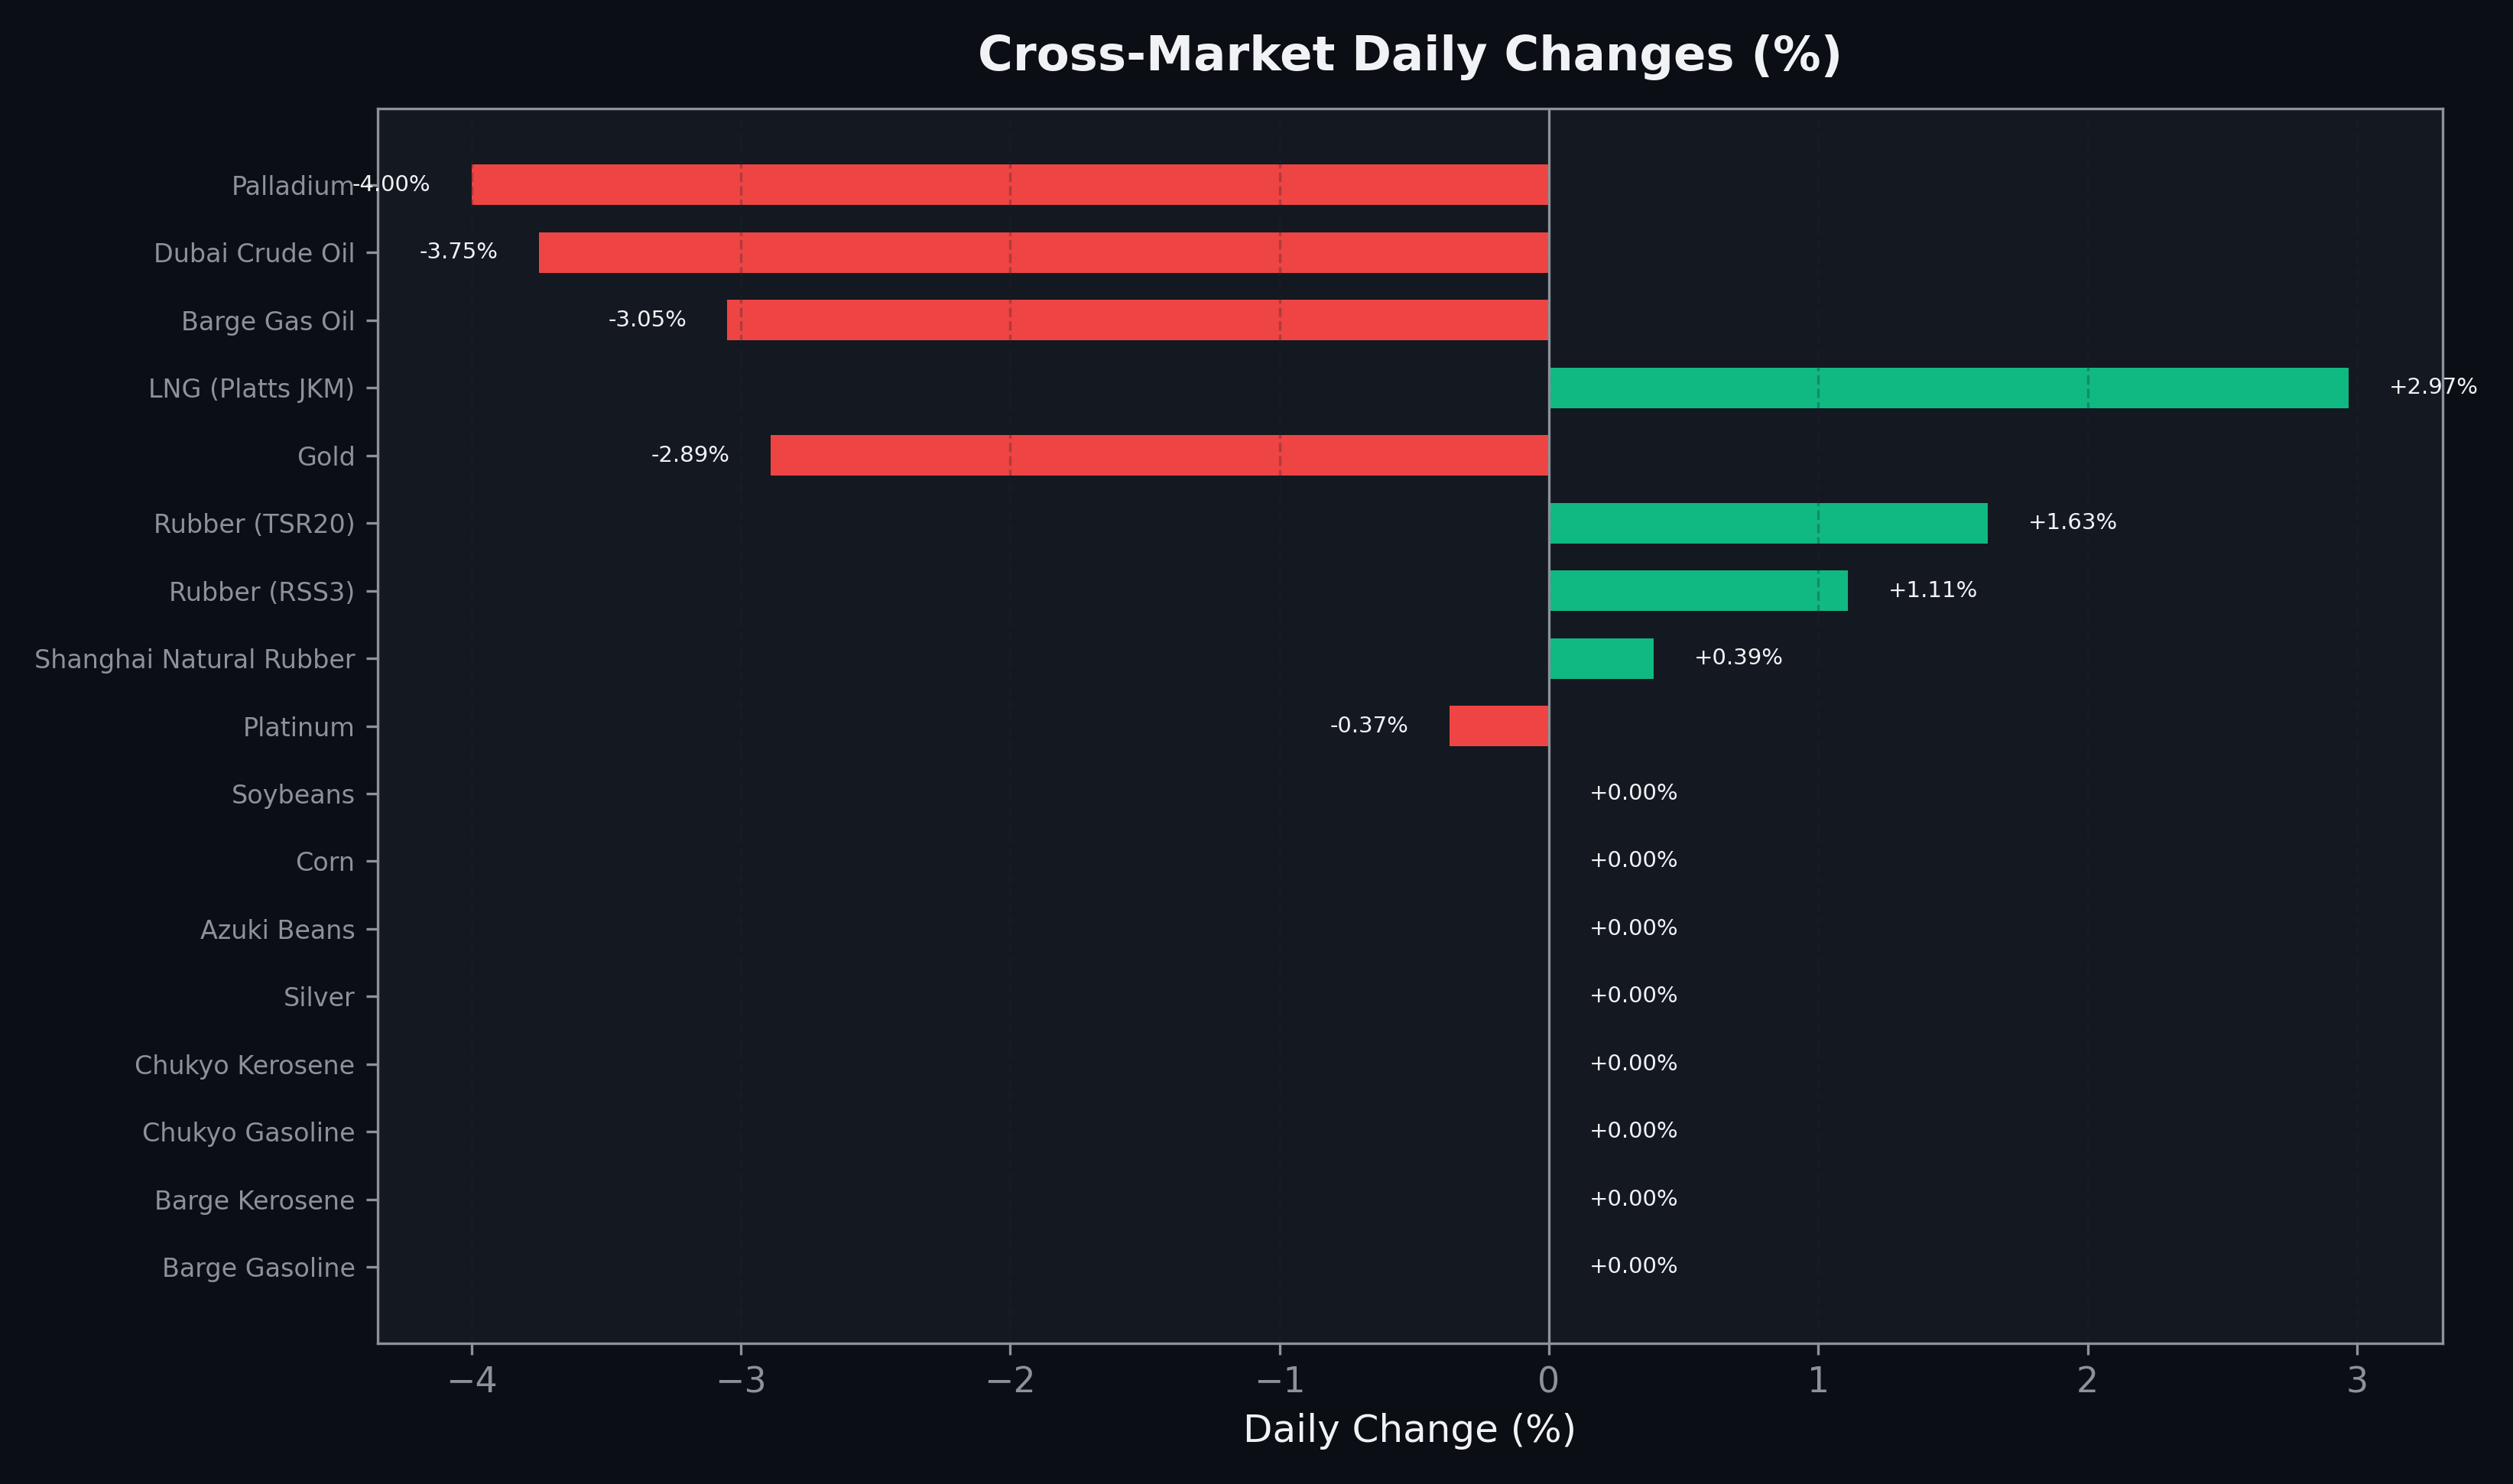 Cross-Market Daily Changes (%)
Palladium -4.00%
Dubai Crude Oil -3.75%
Barge Gas Oil -3.05%
LNG (Platts JKM) +2.97%
Gold -2.89%
Rubber (TSR20) +1.63%
Rubber (RSS3) +1.11%
Shanghai Natural Rubber +0.39%
Platinum -0.37%
Soybeans +0.00%
Corn +0.00%
Azuki Beans +0.00%
Silver +0.00%
Chukyo Kerosene +0.00%
Chukyo Gasoline +0.00%
Barge Kerosene +0.00%
Barge Gasoline +0.00%
−4 −3 −2 −1 0 1 2 3
Daily Change (%)